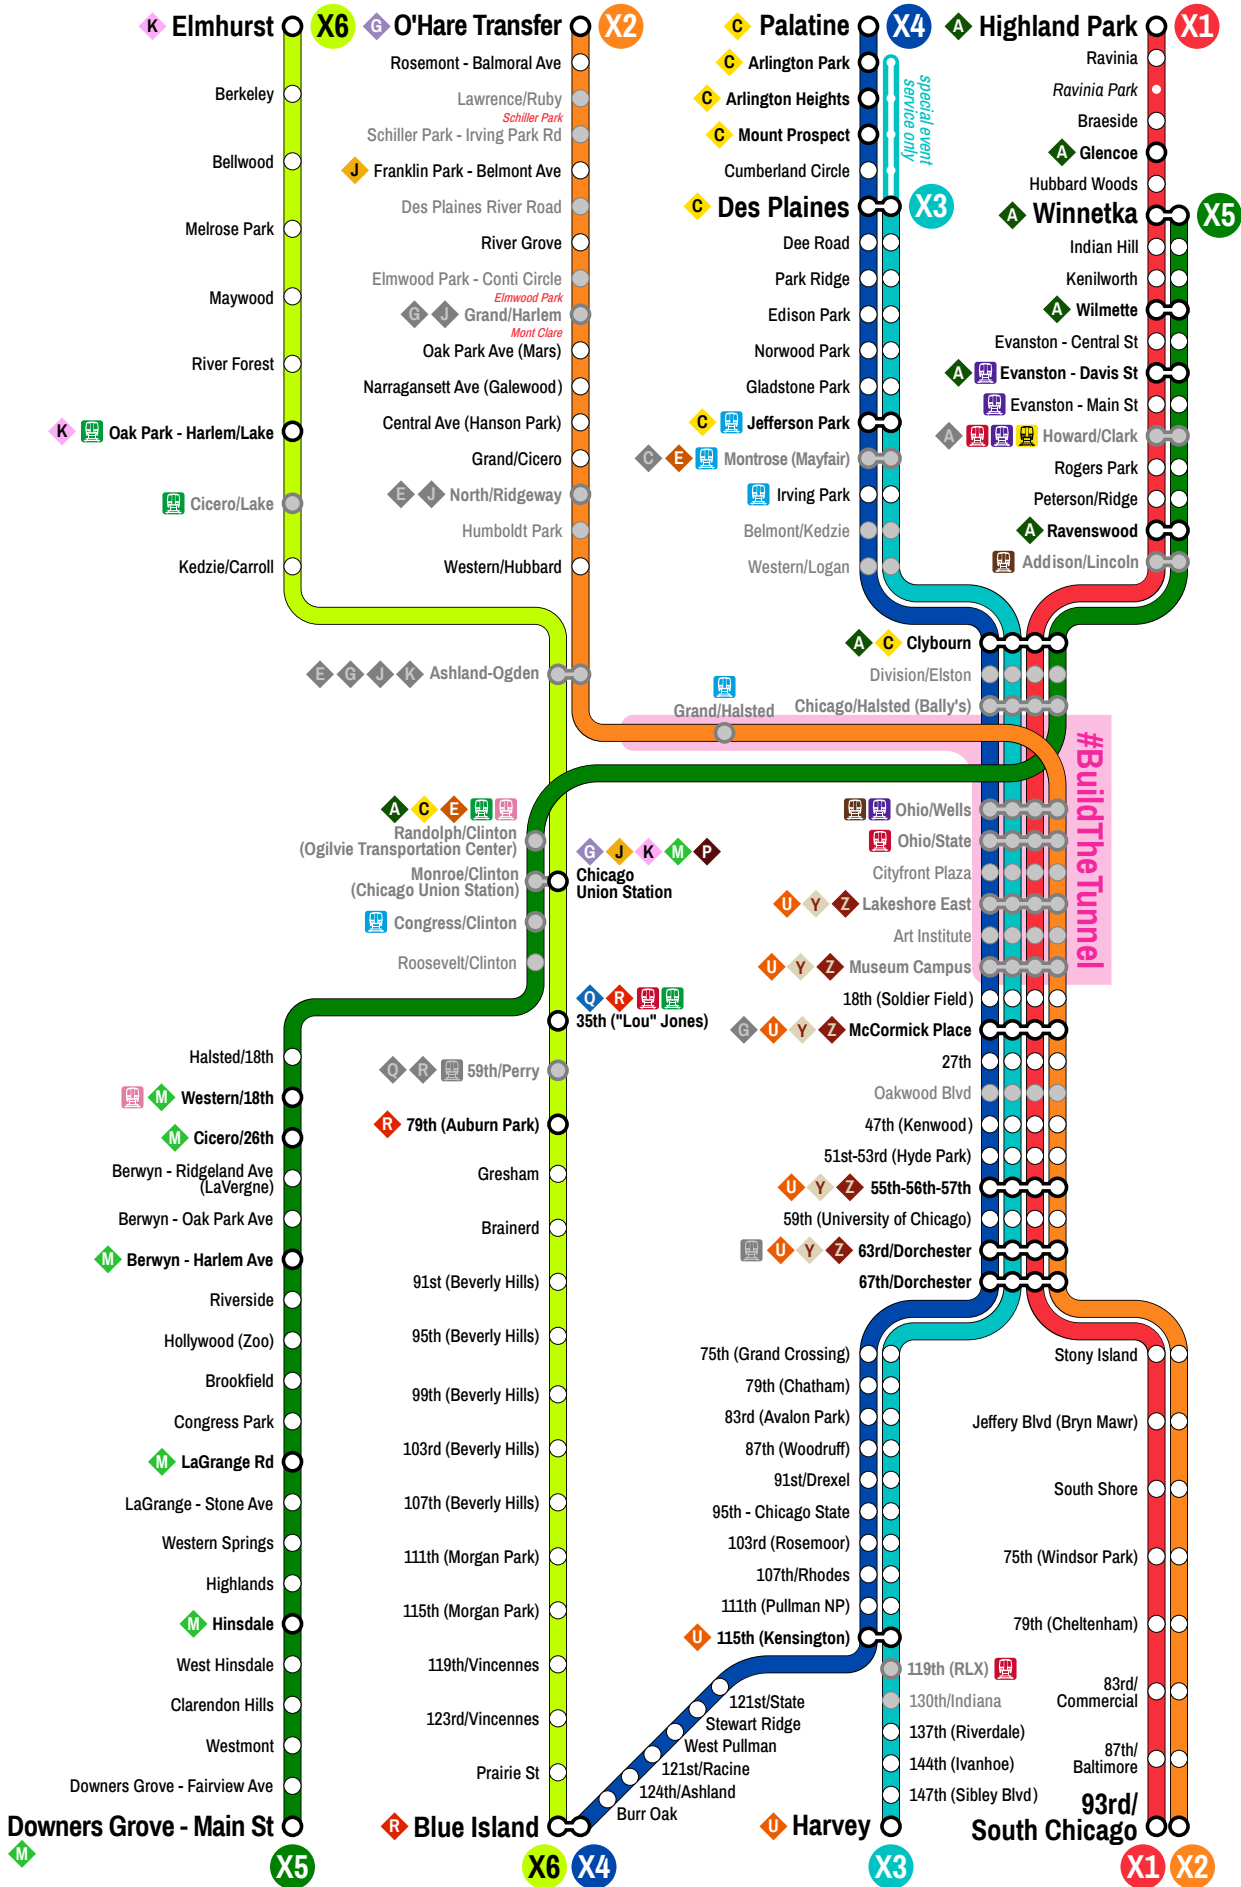 K Elmhurst X6
Berkeley
Bellwood
Melrose Park
Maywood
River Forest
K Oak Park - Harlem/Lake
Cicero/Lake
Kedzie/Carroll
G O'Hare Transfer X2
Rosemont - Balmoral Ave
Lawrence/Ruby
Schiller Park
Schiller Park - Irving Park Rd
J Franklin Park - Belmont Ave
Des Plaines River Road
River Grove
Elmwood Park - Conti Circle
Elmwood Park
G J Grand/Harlem
Mont Clare
Oak Park Ave (Mars)
Narragansett Ave (Galewood)
Central Ave (Hanson Park)
Grand/Cicero
E J North/Ridgeway
Humboldt Park
Western/Hubbard
E G J K Ashland-Ogden
Grand/Halsted
C Palatine X4
C Arlington Park
C Arlington Heights
C Mount Prospect
Cumberland Circle
special event
service only
C Des Plaines X3
Dee Road
Park Ridge
Edison Park
Norwood Park
Gladstone Park
C Jefferson Park
C E Montrose (Mayfair)
Irving Park
Belmont/Kedzie
Western/Logan
A Highland Park X1
Ravinia
Ravinia Park
Braeside
A Glencoe
Hubbard Woods
A Winnetka X5
Indian Hill
Kenilworth
A Wilmette
Evanston - Central St
A Evanston - Davis St
Evanston - Main St
A Howard/Clark
Rogers Park
Peterson/Ridge
A Ravenswood
Addison/Lincoln
A C Clybourn
Division/Elston
Chicago/Halsted (Bally's)
#BuildTheTunnel
Ohio/Wells
Ohio/State
Cityfront Plaza
U Y Z Lakeshore East
Art Institute
U Y Z Museum Campus
18th (Soldier Field)
G U Y Z McCormick Place
27th
Oakwood Blvd
47th (Kenwood)
51st-53rd (Hyde Park)
U Y Z 55th-56th-57th
59th (University of Chicago)
U Y Z 63rd/Dorchester
67th/Dorchester
A C E
Randolph/Clinton
(Ogilvie Transportation Center)
Monroe/Clinton
(Chicago Union Station)
Congress/Clinton
Roosevelt/Clinton
G J K M P
Chicago
Union Station
Q R
35th ("Lou" Jones)
Q R 59th/Perry
R 79th (Auburn Park)
Gresham
Brainerd
91st (Beverly Hills)
95th (Beverly Hills)
99th (Beverly Hills)
103rd (Beverly Hills)
107th (Beverly Hills)
111th (Morgan Park)
115th (Morgan Park)
119th/Vincennes
123rd/Vincennes
Prairie St
R Blue Island
X6 X4
Halsted/18th
M Western/18th
M Cicero/26th
Berwyn - Ridgeland Ave
(LaVergne)
Berwyn - Oak Park Ave
M Berwyn - Harlem Ave
Riverside
Hollywood (Zoo)
Brookfield
Congress Park
M LaGrange Rd
LaGrange - Stone Ave
Western Springs
Highlands
M Hinsdale
West Hinsdale
Clarendon Hills
Westmont
Downers Grove - Fairview Ave
Downers Grove - Main St
M
X5
75th (Grand Crossing)
79th (Chatham)
83rd (Avalon Park)
87th (Woodruff)
91st/Drexel
95th - Chicago State
103rd (Rosemoor)
107th/Rhodes
111th (Pullman NP)
U 115th (Kensington)
121st/State
Stewart Ridge
West Pullman
121st/Racine
124th/Ashland
Burr Oak
119th (RLX)
130th/Indiana
137th (Riverdale)
144th (Ivanhoe)
147th (Sibley Blvd)
U Harvey
X3
Stony Island
Jeffery Blvd (Bryn Mawr)
South Shore
75th (Windsor Park)
79th (Cheltenham)
83rd/
Commercial
87th/
Baltimore
93rd/
South Chicago
X1 X2